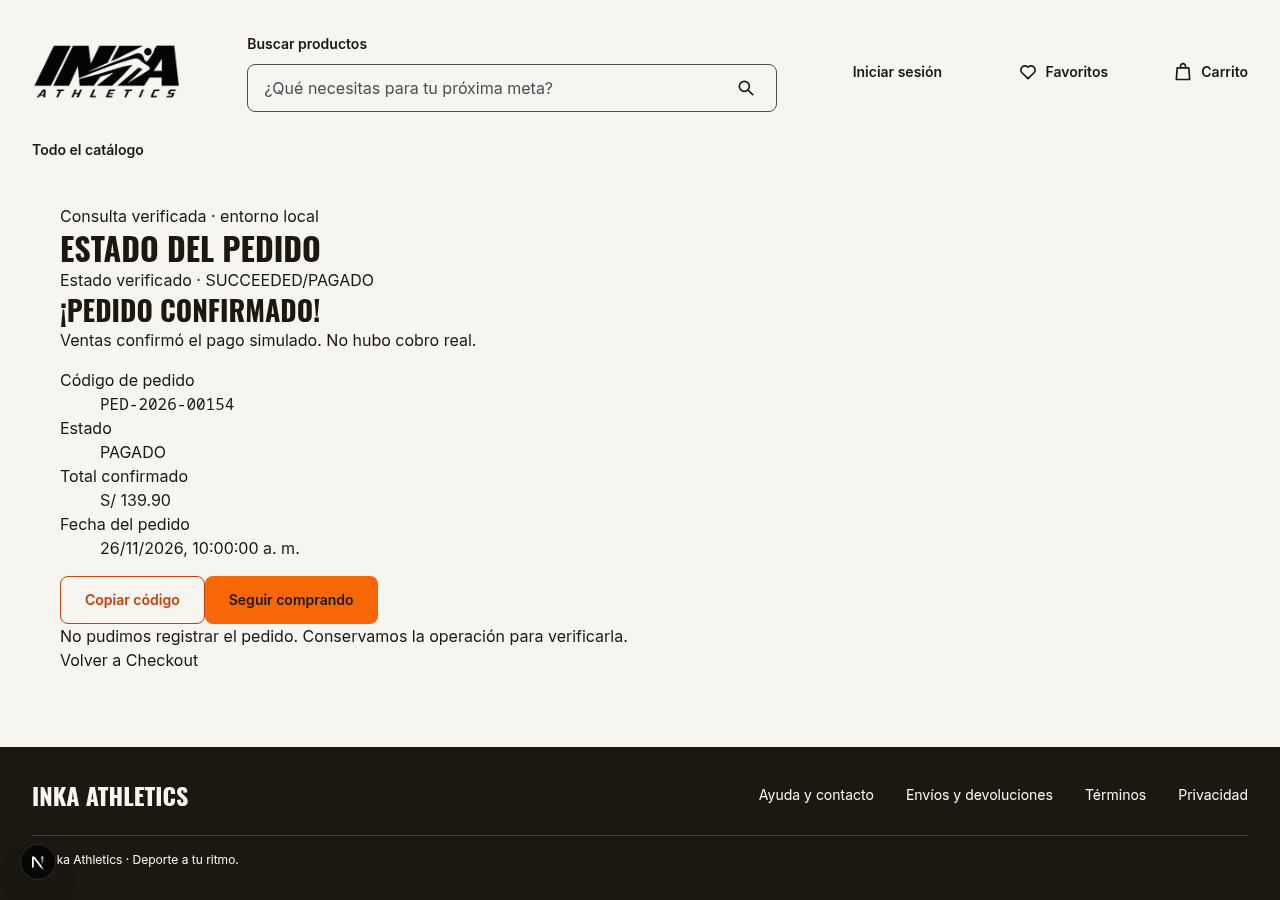 INKA
ATHLETICS
Buscar productos
¿Qué necesitas para tu próxima meta?
Iniciar sesión
Favoritos
Carrito
Todo el catálogo
Consulta verificada · entorno local
ESTADO DEL PEDIDO
Estado verificado · SUCCEEDED/PAGADO
¡PEDIDO CONFIRMADO!
Ventas confirmó el pago simulado. No hubo cobro real.
Código de pedido
PED-2026-00154
Estado
PAGADO
Total confirmado
S/ 139.90
Fecha del pedido
26/11/2026, 10:00:00 a. m.
Copiar código
Seguir comprando
No pudimos registrar el pedido. Conservamos la operación para verificarla.
Volver a Checkout
INKA ATHLETICS
Ayuda y contacto
Envíos y devoluciones
Términos
Privacidad
N
ka Athletics · Deporte a tu ritmo.